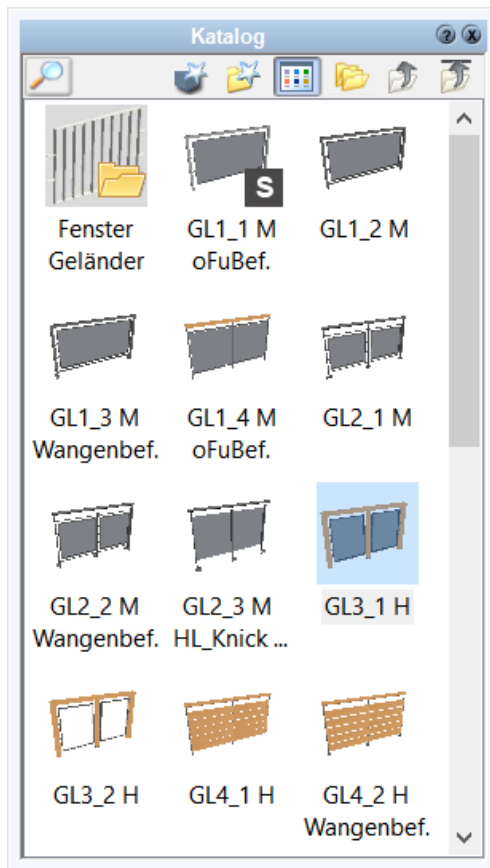 Katalog
S
Fenster
Geländer
GL1_1 M
oFuBef.
GL1_2 M
GL1_3 M
Wangenbef.
GL1_4 M
oFuBef.
GL2_1 M
GL2_2 M
Wangenbef.
GL2_3 M
HL_Knick ...
GL3_1 H
GL3_2 H
GL4_1 H
GL4_2 H
Wangenbef.